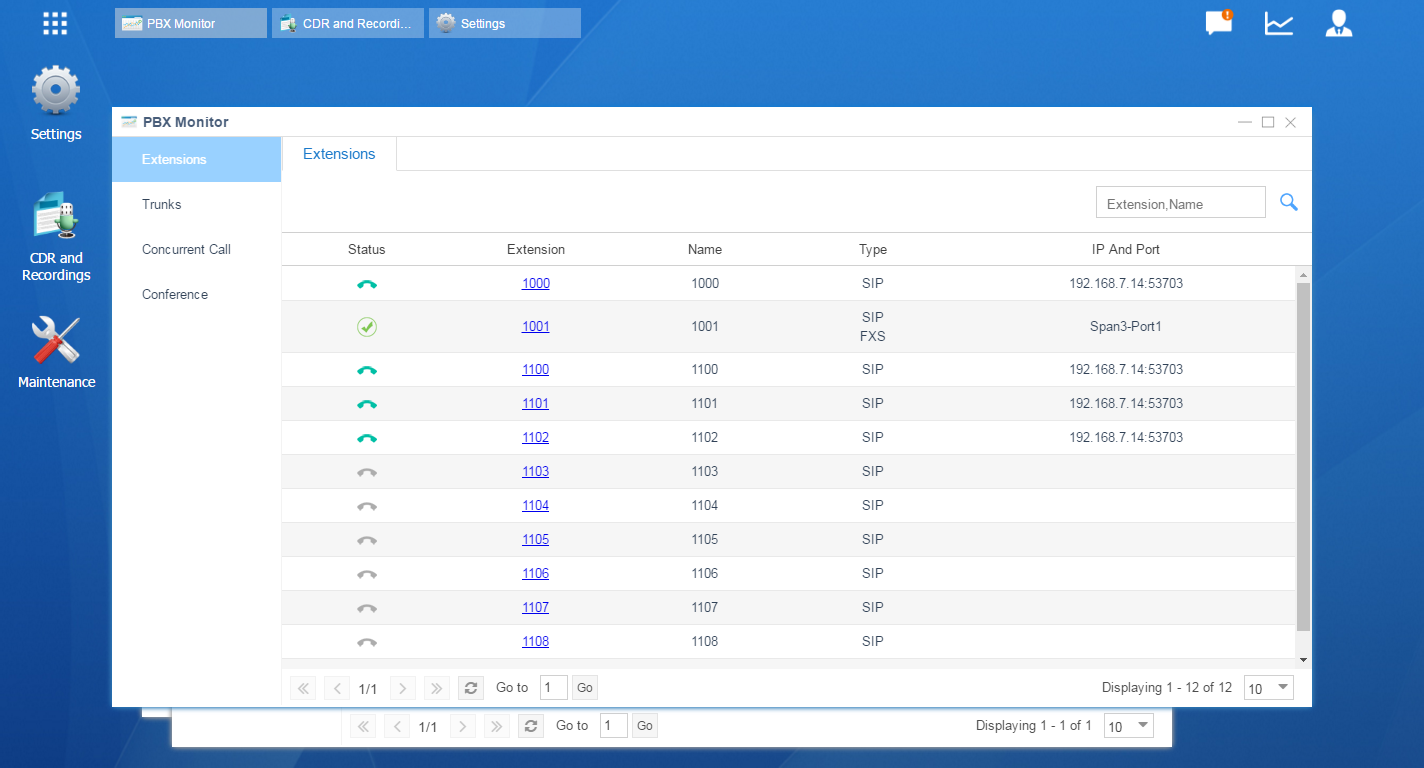 PBX Monitor
CDR and Recordi...
Settings
Settings
CDR and
Recordings
Maintenance
PBX Monitor
Extensions
Trunks
Concurrent Call
Conference
Extensions
Extension,Name
Status Extension Name Type IP And Port
1000 1000 SIP 192.168.7.14:53703
1001 1001 SIP FXS Span3-Port1
1100 1100 SIP 192.168.7.14:53703
1101 1101 SIP 192.168.7.14:53703
1102 1102 SIP 192.168.7.14:53703
1103 1103 SIP
1104 1104 SIP
1105 1105 SIP
1106 1106 SIP
1107 1107 SIP
1108 1108 SIP
1/1 Go to 1 Go Displaying 1 - 12 of 12 10
1/1 Go to 1 Go Displaying 1 - 1 of 1 10